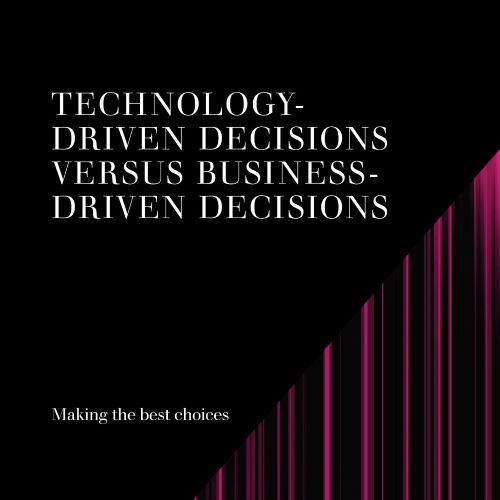 TECHNOLOGY-
DRIVEN DECISIONS
VERSUS BUSINESS-
DRIVEN DECISIONS
Making the best choices